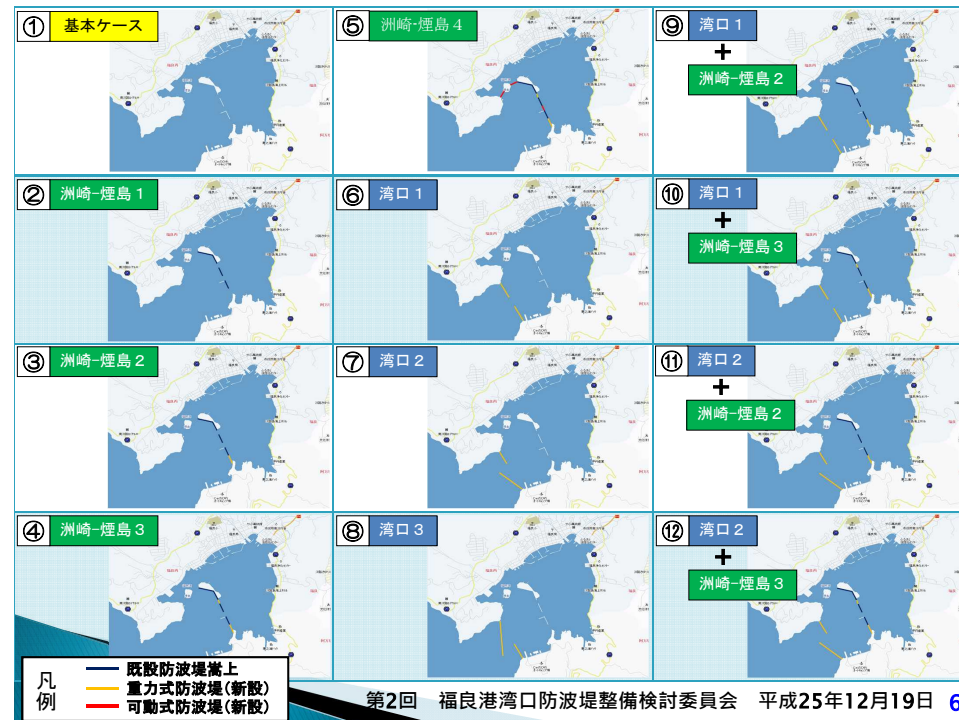 ① 基本ケース
⑤ 洲崎-煙島4
⑨ 湾口1
+
洲崎-煙島2
② 洲崎-煙島1
⑥ 湾口1
⑩ 湾口1
+
洲崎-煙島3
③ 洲崎-煙島2
⑦ 湾口2
⑪ 湾口2
+
洲崎-煙島2
④ 洲崎-煙島3
⑧ 湾口3
⑫ 湾口2
+
洲崎-煙島3
凡例
既設防波堤嵩上
重力式防波堤(新設)
可動式防波堤(新設)
第2回 福良港湾口防波堤整備検討委員会 平成25年12月19日 6